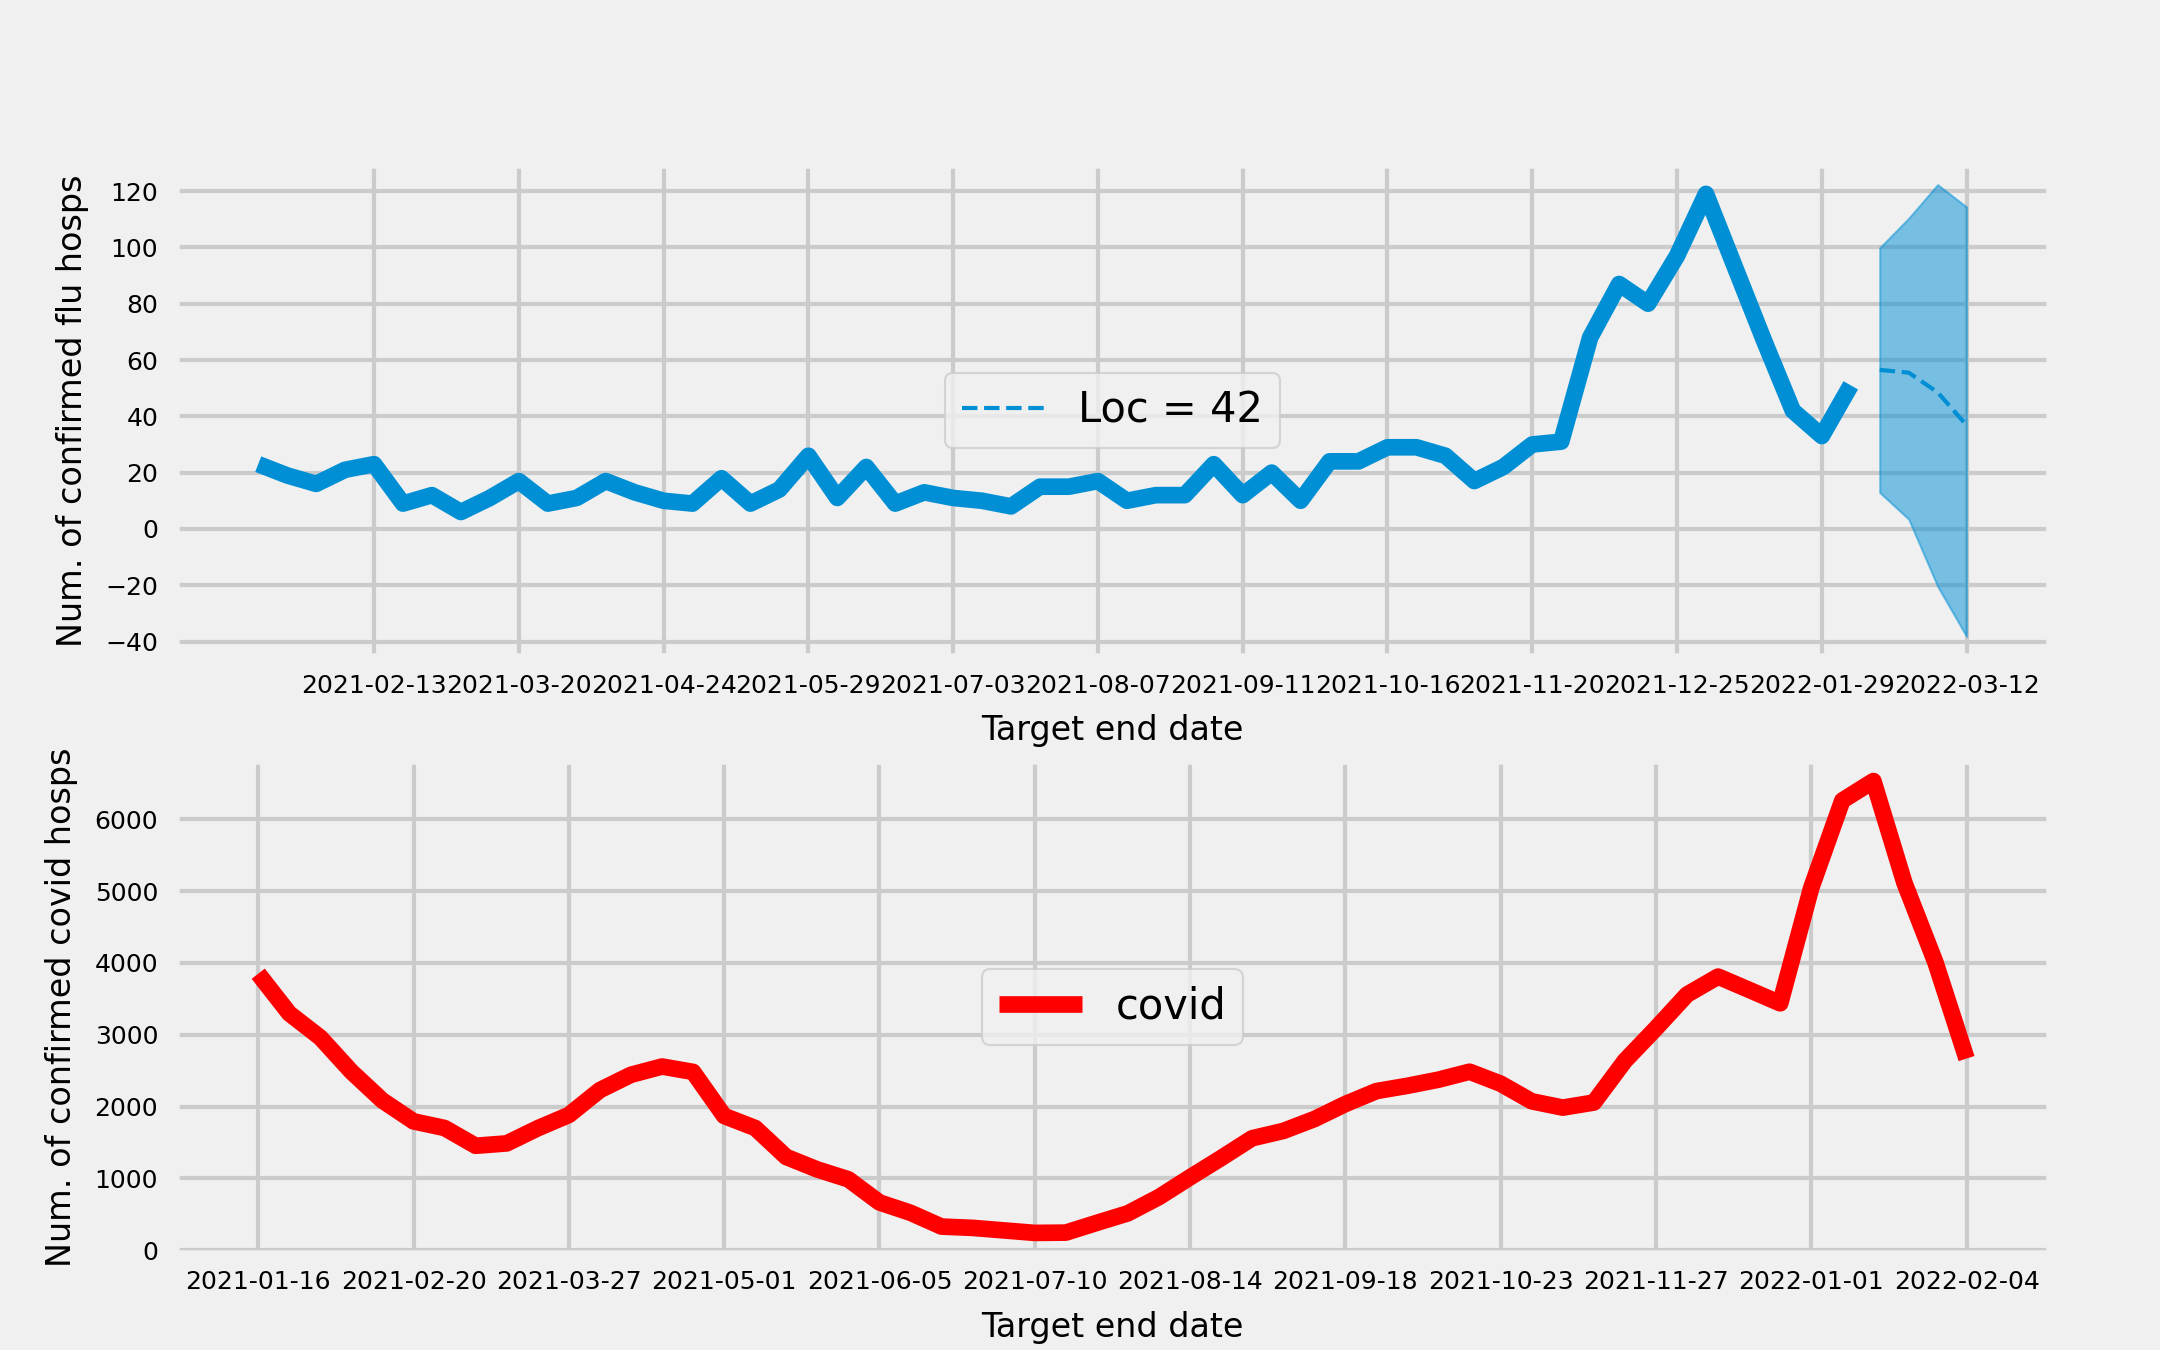 Num. of confirmed flu hosps
120
100
80
60
40
20
0
−20
−40
Loc = 42
2021-02-13 2021-03-20 2021-04-24 2021-05-29 2021-07-03 2021-08-07 2021-09-11 2021-10-16 2021-11-20 2021-12-25 2022-01-29 2022-03-12
Target end date
Num. of confirmed covid hosps
6000
5000
4000
3000
2000
1000
0
covid
2021-01-16 2021-02-20 2021-03-27 2021-05-01 2021-06-05 2021-07-10 2021-08-14 2021-09-18 2021-10-23 2021-11-27 2022-01-01 2022-02-04
Target end date